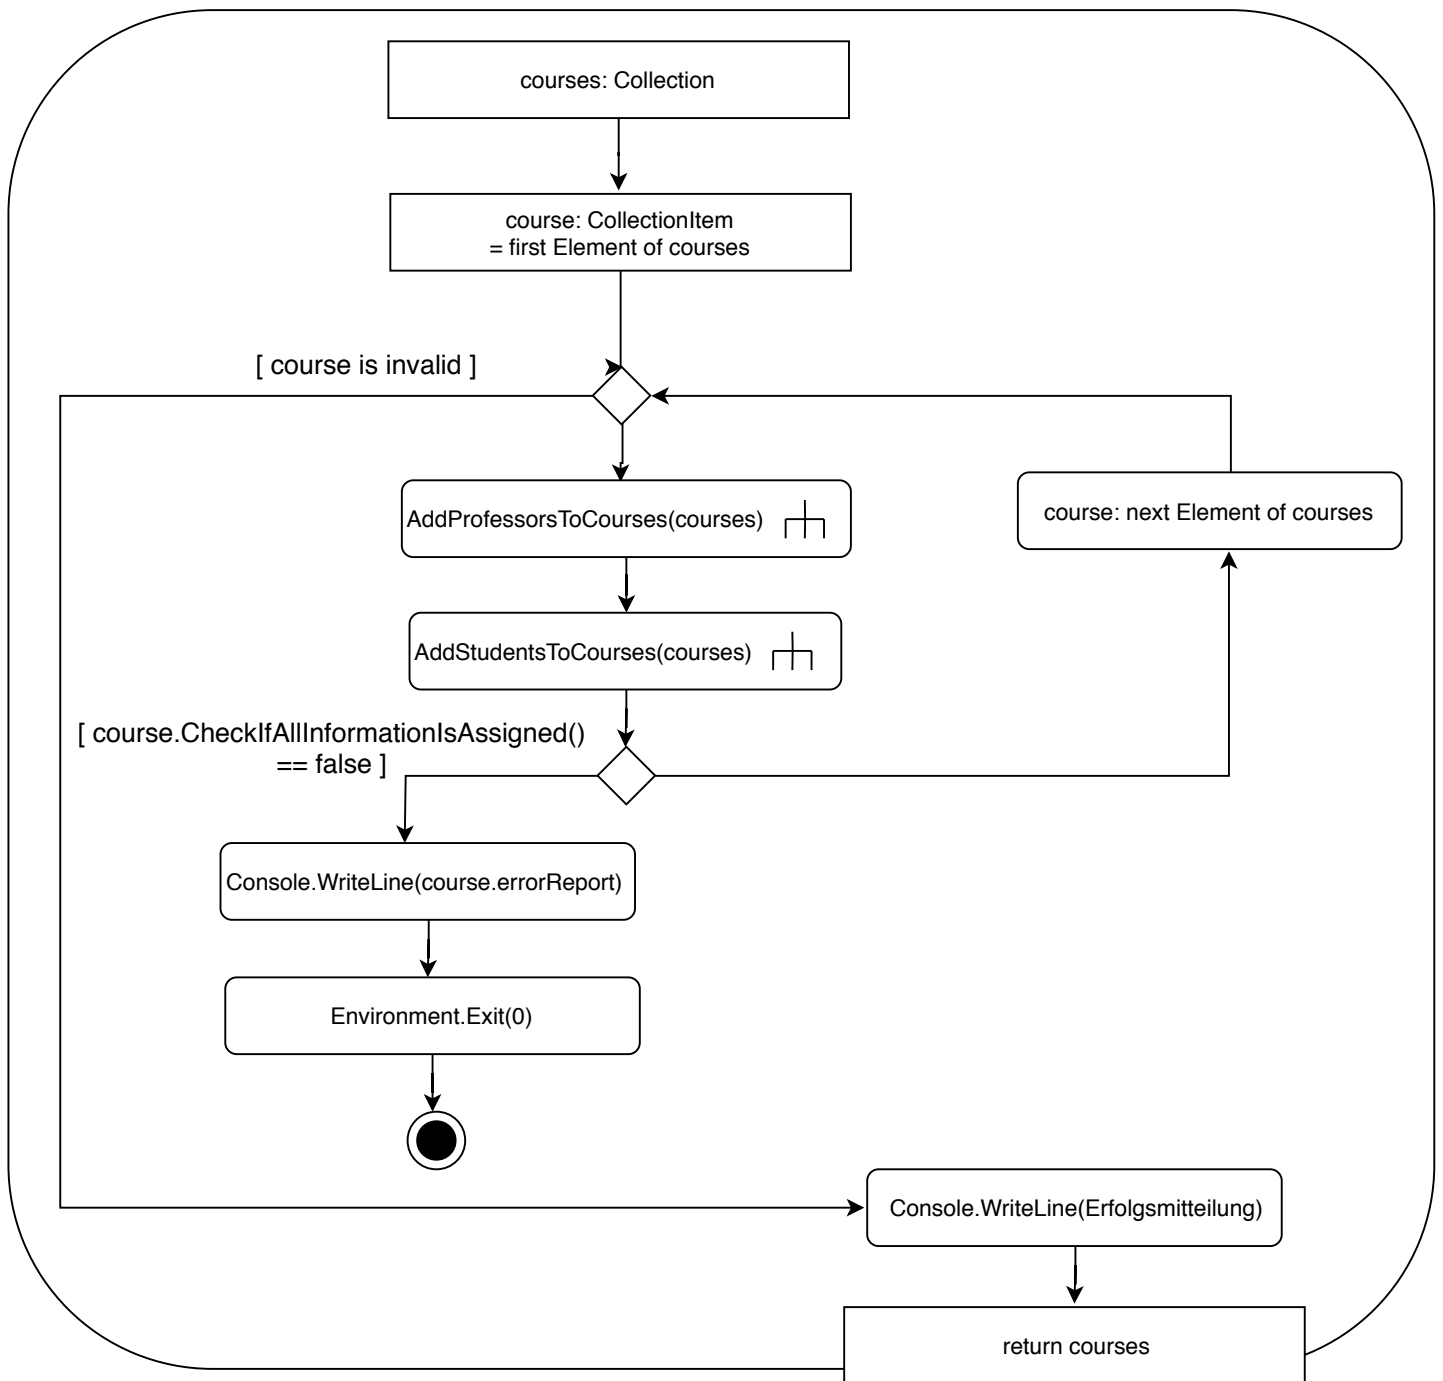 courses: Collection
course: CollectionItem
= first Element of courses
[ course is invalid ]
AddProfessorsToCourses(courses)
course: next Element of courses
AddStudentsToCourses(courses)
[ course.CheckIfAllInformationIsAssigned()
== false ]
Console.WriteLine(course.errorReport)
Environment.Exit(0)
Console.WriteLine(Erfolgsmitteilung)
return courses